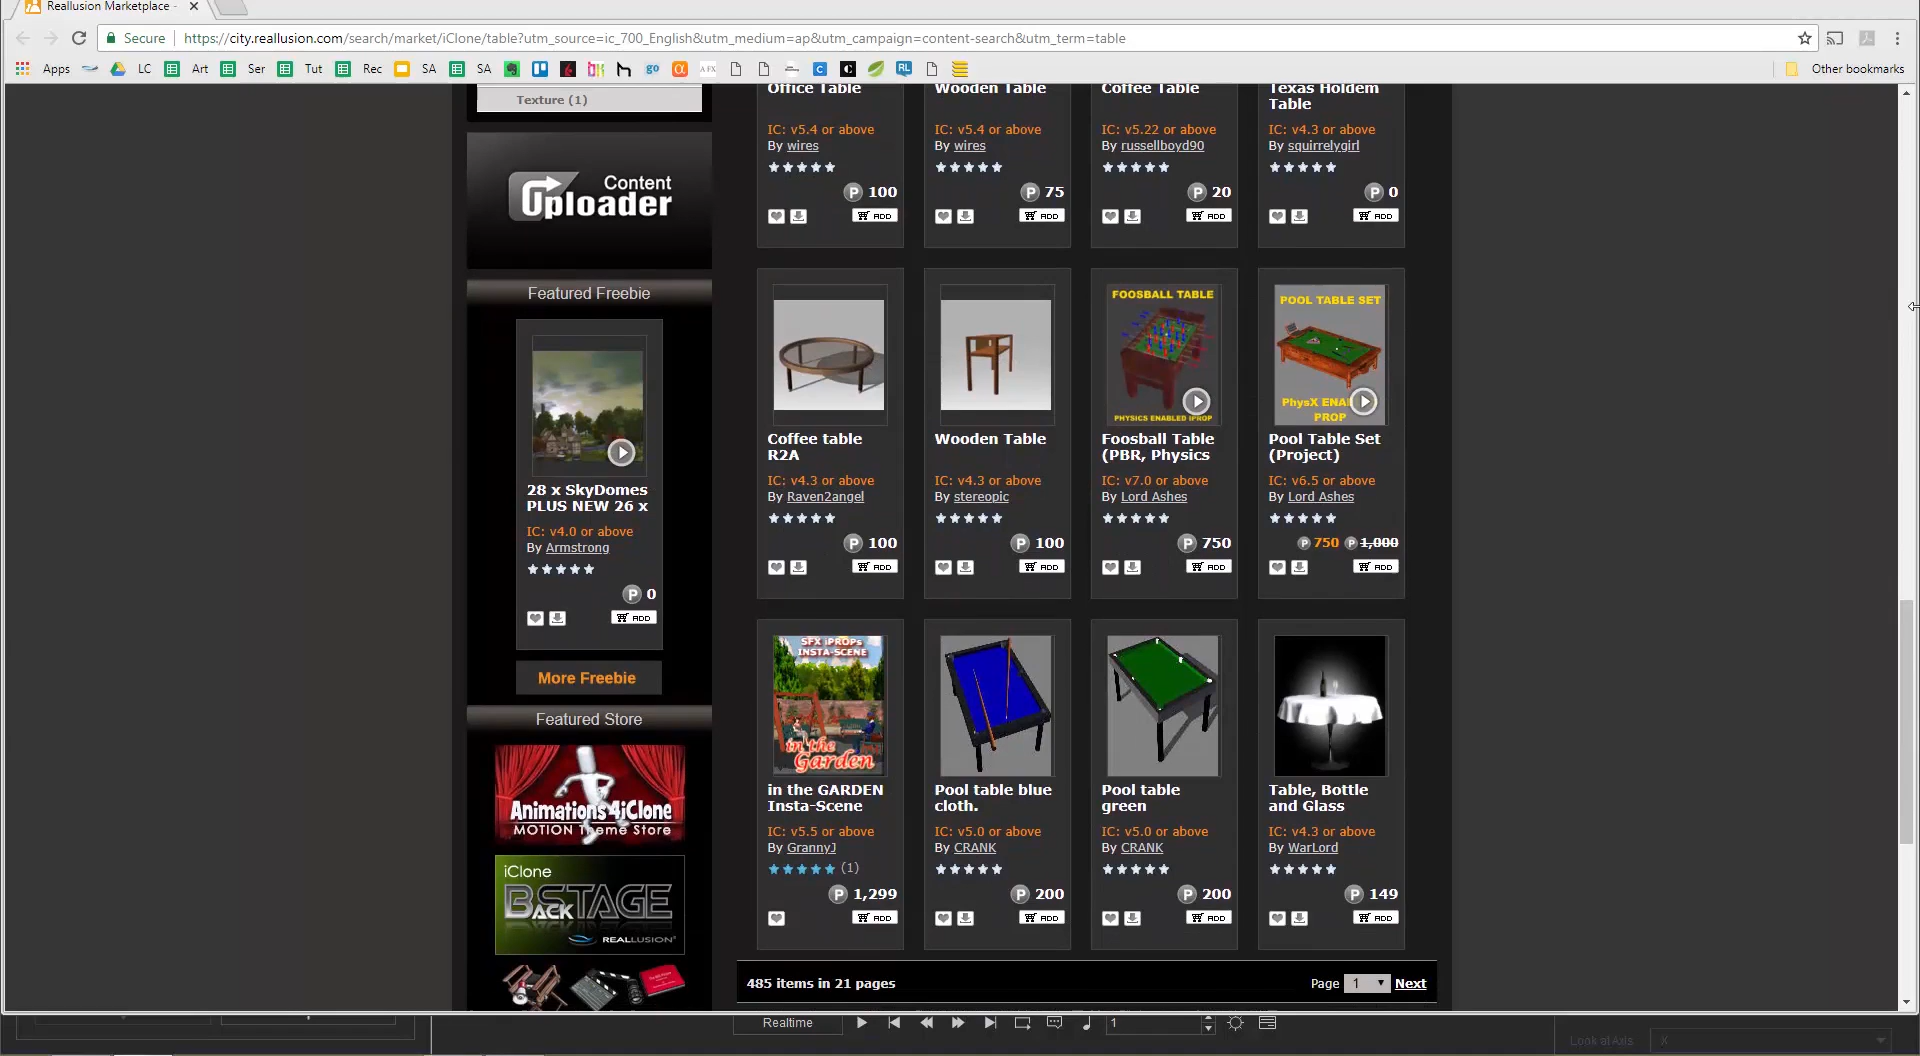 Reallusion Marketplace -
Secure https://city.reallusion.com/search/market/iClone/table?utm_source=ic_700_English&utm_medium=ap&utm_campaign=content-search&utm_term=table
Apps LC Art Ser Tut Rec SA SA go Other bookmarks
Texture (1)
Content
Uploader
Featured Freebie
28 x SkyDomes
PLUS NEW 26 x
IC: v4.0 or above
By Armstrong
P 0
ADD
More Freebie
Featured Store
Animations4iClone
MOTION Theme Store
iClone
BACKSTAGE
REALLUSION
Office Table
IC: v5.4 or above
By wires
P 100
ADD
Wooden Table
IC: v5.4 or above
By wires
P 75
ADD
Coffee Table
IC: v5.22 or above
By russellboyd90
P 20
ADD
Texas Holdem
Table
IC: v4.3 or above
By squirrelygirl
P 0
ADD
Coffee table
R2A
IC: v4.3 or above
By Raven2angel
P 100
ADD
Wooden Table
IC: v4.3 or above
By stereopic
P 100
ADD
FOOSBALL TABLE
PHYSICS ENABLED IPROP
Foosball Table
(PBR, Physics
IC: v7.0 or above
By Lord Ashes
P 750
ADD
POOL TABLE SET
PhysX ENA
PROP
Pool Table Set
(Project)
IC: v6.5 or above
By Lord Ashes
P 750 P 1,000
ADD
SFX iPROPs
INSTA-SCENE
in the
Garden
in the GARDEN
Insta-Scene
IC: v5.5 or above
By GrannyJ
(1)
P 1,299
ADD
Pool table blue
cloth.
IC: v5.0 or above
By CRANK
P 200
ADD
Pool table
green
IC: v5.0 or above
By CRANK
P 200
ADD
Table, Bottle
and Glass
IC: v4.3 or above
By WarLord
P 149
ADD
485 items in 21 pages
Page 1 Next
Realtime 1
Look at Axis X